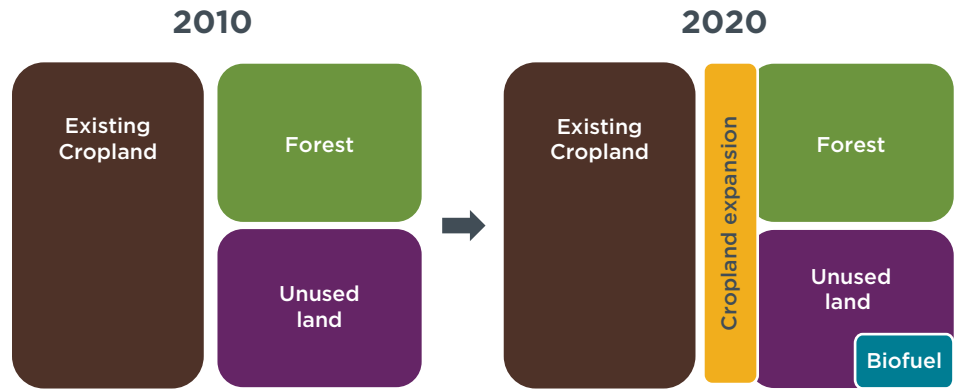 2010
Existing
Cropland
Forest
Unused
land
2020
Existing
Cropland
Cropland expansion
Forest
Unused
land
Biofuel